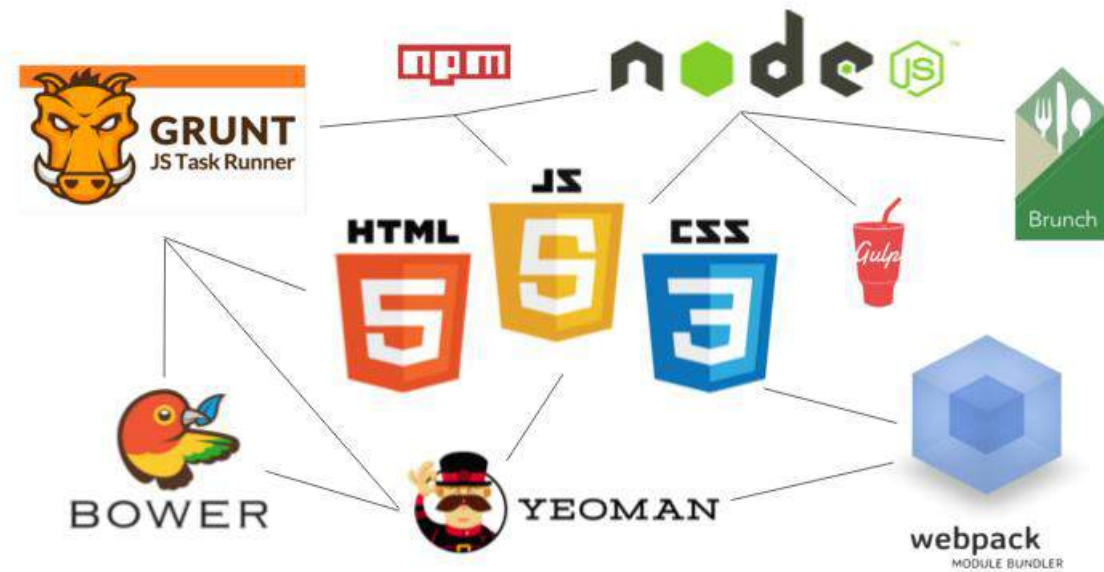 npm
node
JS
™
GRUNT
JS Task Runner
Brunch
JS
5
HTML
5
CSS
3
Gulp
BOWER
YEOMAN
webpack
MODULE BUNDLER